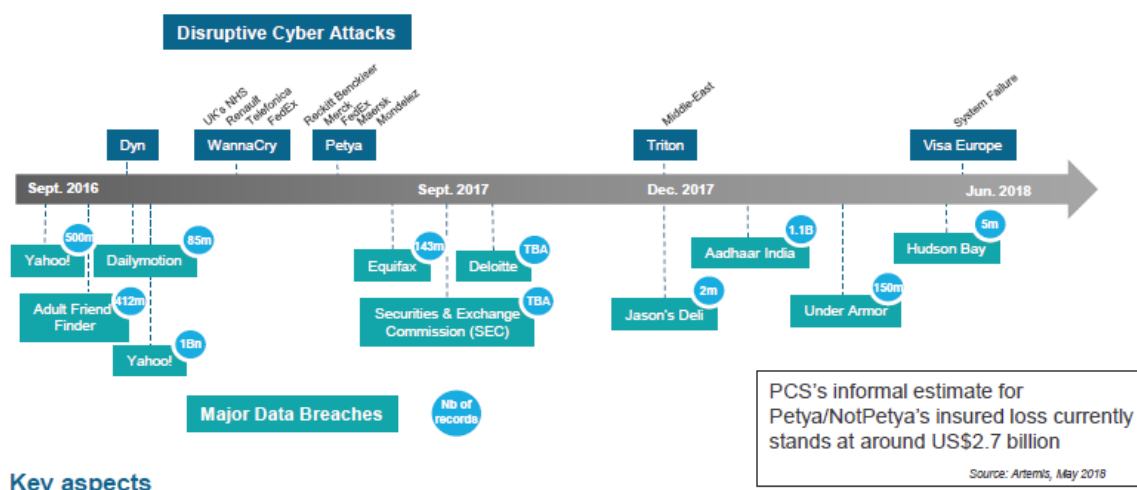 Disruptive Cyber Attacks
UK's NHS
Renault
Telefonica
FedEx
Reckitt Benckiser
Merck
FedEx
Maersk
Mondelez
Middle-East
System Failure
Dyn
WannaCry
Petya
Triton
Visa Europe
Sept. 2016
Sept. 2017
Dec. 2017
Jun. 2018
500m
Yahoo!
85m
Dailymotion
143m
Equifax
TBA
Deloitte
1.1B
Aadhaar India
5m
Hudson Bay
412m
Adult Friend
Finder
TBA
Securities & Exchange
Commission (SEC)
2m
Jason's Deli
150m
Under Armor
1Bn
Yahoo!
Major Data Breaches
Nb of
records
PCS's informal estimate for
Petya/NotPetya's insured loss currently
stands at around US$2.7 billion
Source: Artemis, May 2018
Key aspects